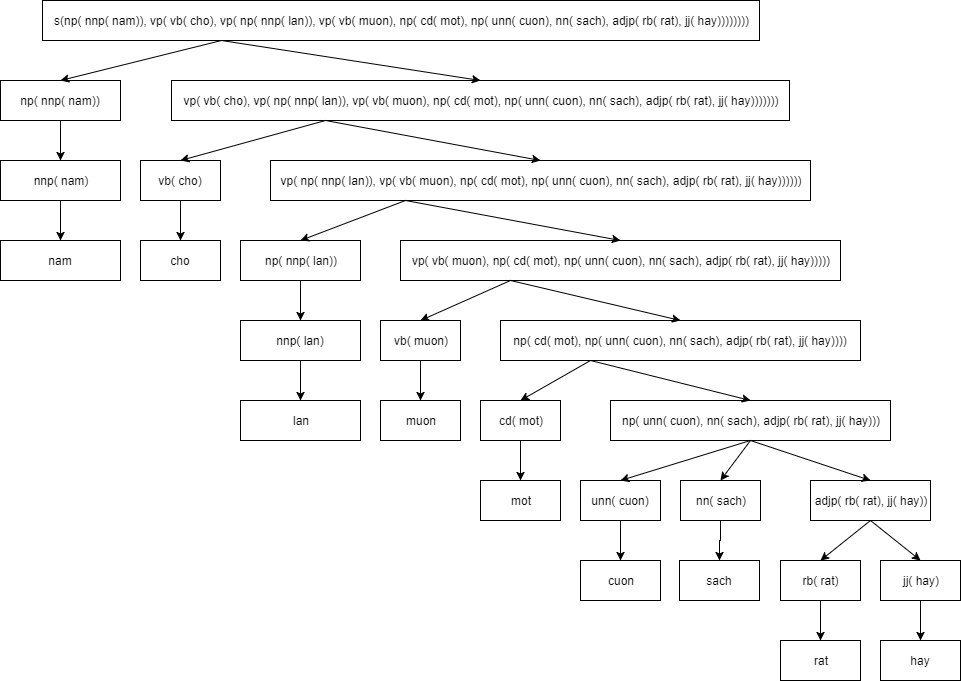 s(np( nnp( nam)), vp( vb( cho), vp( np( nnp( lan)), vp( vb( muon), np( cd( mot), np( unn( cuon), nn( sach), adjp( rb( rat), jj( hay))))))))
np( nnp( nam))
vp( vb( cho), vp( np( nnp( lan)), vp( vb( muon), np( cd( mot), np( unn( cuon), nn( sach), adjp( rb( rat), jj( hay)))))))
nnp( nam)
vb( cho)
vp( np( nnp( lan)), vp( vb( muon), np( cd( mot), np( unn( cuon), nn( sach), adjp( rb( rat), jj( hay))))))
nam
cho
np( nnp( lan))
vp( vb( muon), np( cd( mot), np( unn( cuon), nn( sach), adjp( rb( rat), jj( hay)))))
nnp( lan)
vb( muon)
np( cd( mot), np( unn( cuon), nn( sach), adjp( rb( rat), jj( hay))))
lan
muon
cd( mot)
np( unn( cuon), nn( sach), adjp( rb( rat), jj( hay)))
mot
unn( cuon)
nn( sach)
adjp( rb( rat), jj( hay))
cuon
sach
rb( rat)
jj( hay)
rat
hay